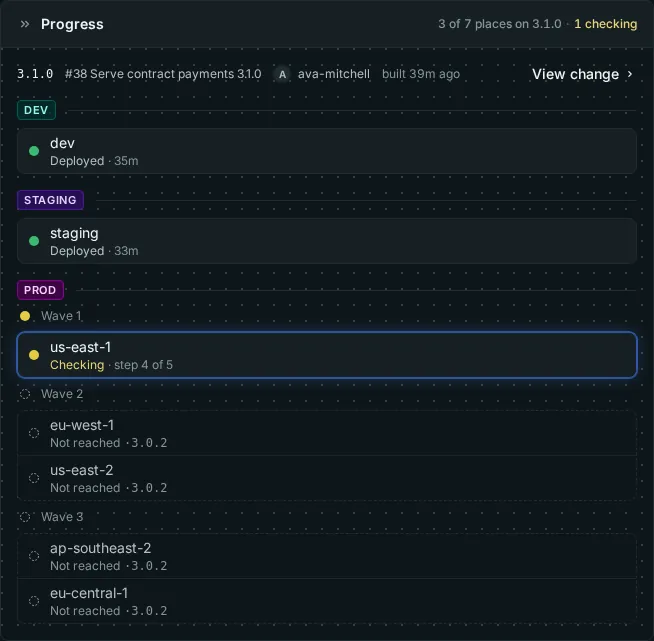 » Progress 3 of 7 places on 3.1.0 · 1 checking
3.1.0 #38 Serve contract payments 3.1.0 A ava-mitchell built 39m ago View change ›
DEV
dev
Deployed · 35m
STAGING
staging
Deployed · 33m
PROD
Wave 1
us-east-1
Checking · step 4 of 5
Wave 2
eu-west-1
Not reached · 3.0.2
us-east-2
Not reached · 3.0.2
Wave 3
ap-southeast-2
Not reached · 3.0.2
eu-central-1
Not reached · 3.0.2